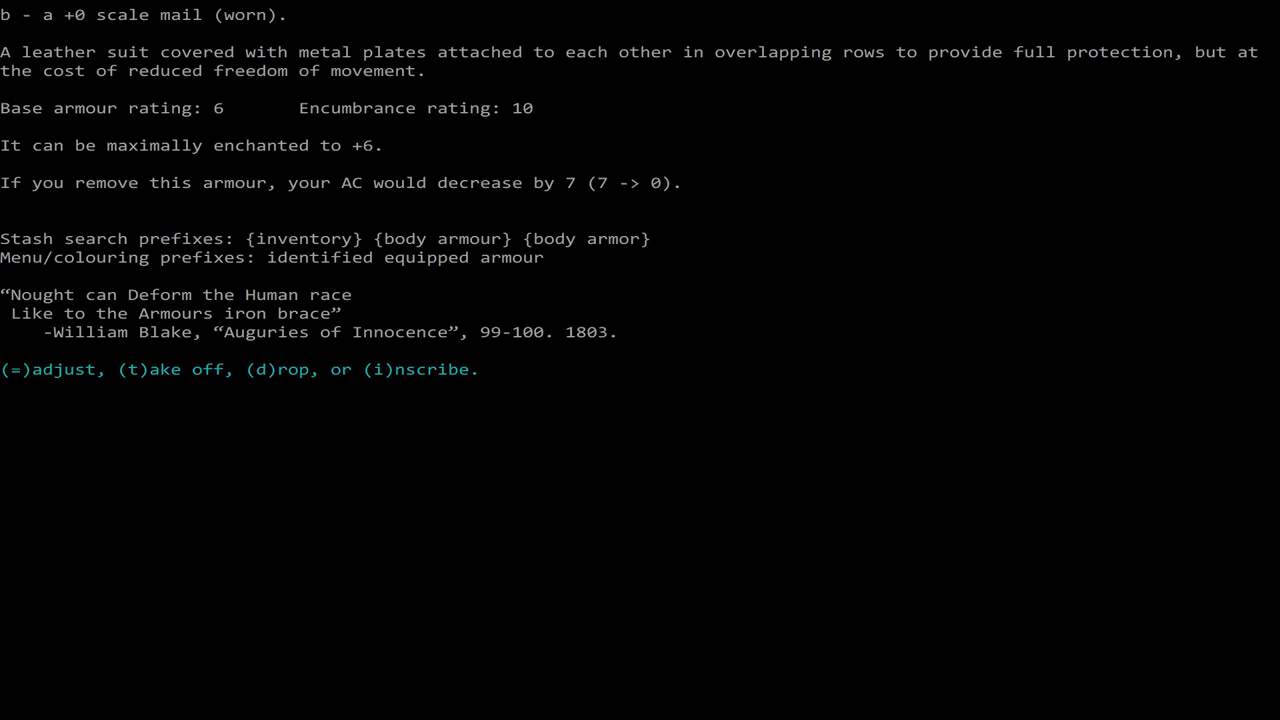 b - a +0 scale mail (worn).
A leather suit covered with metal plates attached to each other in overlapping rows to provide full protection, but at
the cost of reduced freedom of movement.
Base armour rating: 6       Encumbrance rating: 10
It can be maximally enchanted to +6.
If you remove this armour, your AC would decrease by 7 (7 -> 0).
Stash search prefixes: {inventory} {body armour} {body armor}
Menu/colouring prefixes: identified equipped armour
“Nought can Deform the Human race
Like to the Armours iron brace”
-William Blake, “Auguries of Innocence”, 99-100. 1803.
(=)adjust, (t)ake off, (d)rop, or (i)nscribe.